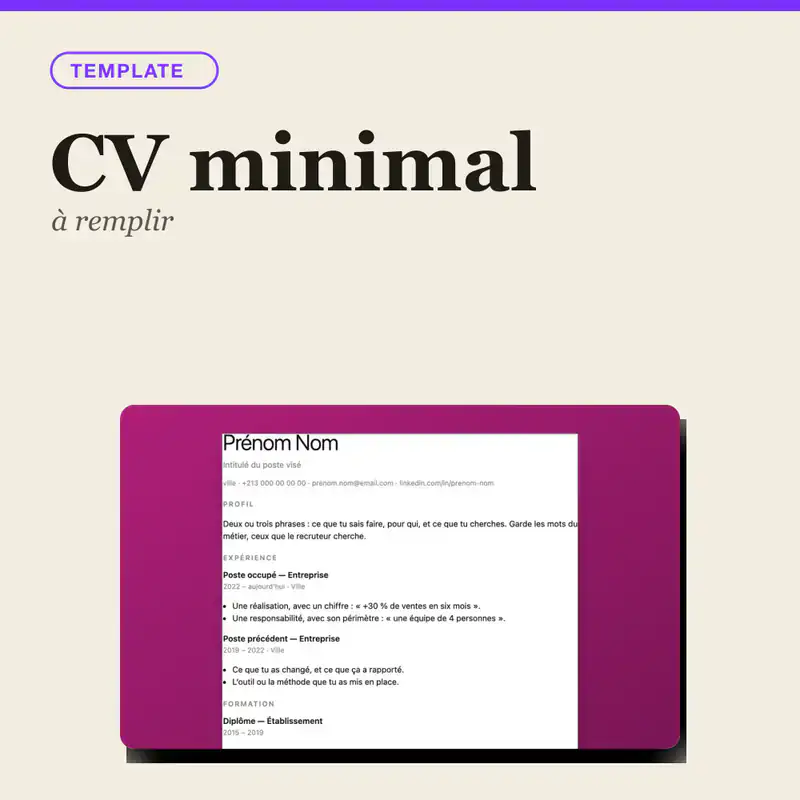 TEMPLATE
CV minimal
à remplir
Prénom Nom
Intitulé du poste visé
ville · +213 000 00 00 00 · prenom.nom@email.com · linkedin.com/in/prenom-nom
PROFIL
Deux ou trois phrases : ce que tu sais faire, pour qui, et ce que tu cherches. Garde les mots du
métier, ceux que le recruteur cherche.
EXPÉRIENCE
Poste occupé — Entreprise
2022 – aujourd'hui · Ville
• Une réalisation, avec un chiffre : « +30 % de ventes en six mois ».
• Une responsabilité, avec son périmètre : « une équipe de 4 personnes ».
Poste précédent — Entreprise
2019 – 2022 · Ville
• Ce que tu as changé, et ce que ça a rapporté.
• L'outil ou la méthode que tu as mis en place.
FORMATION
Diplôme — Établissement
2015 – 2019